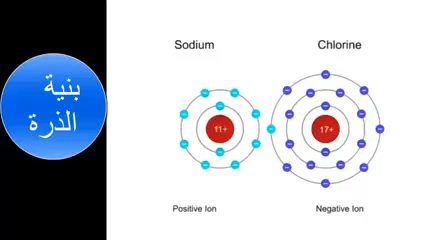 Sodium
Chlorine
بنية
الذرة
11+
17+
Positive Ion
Negative Ion